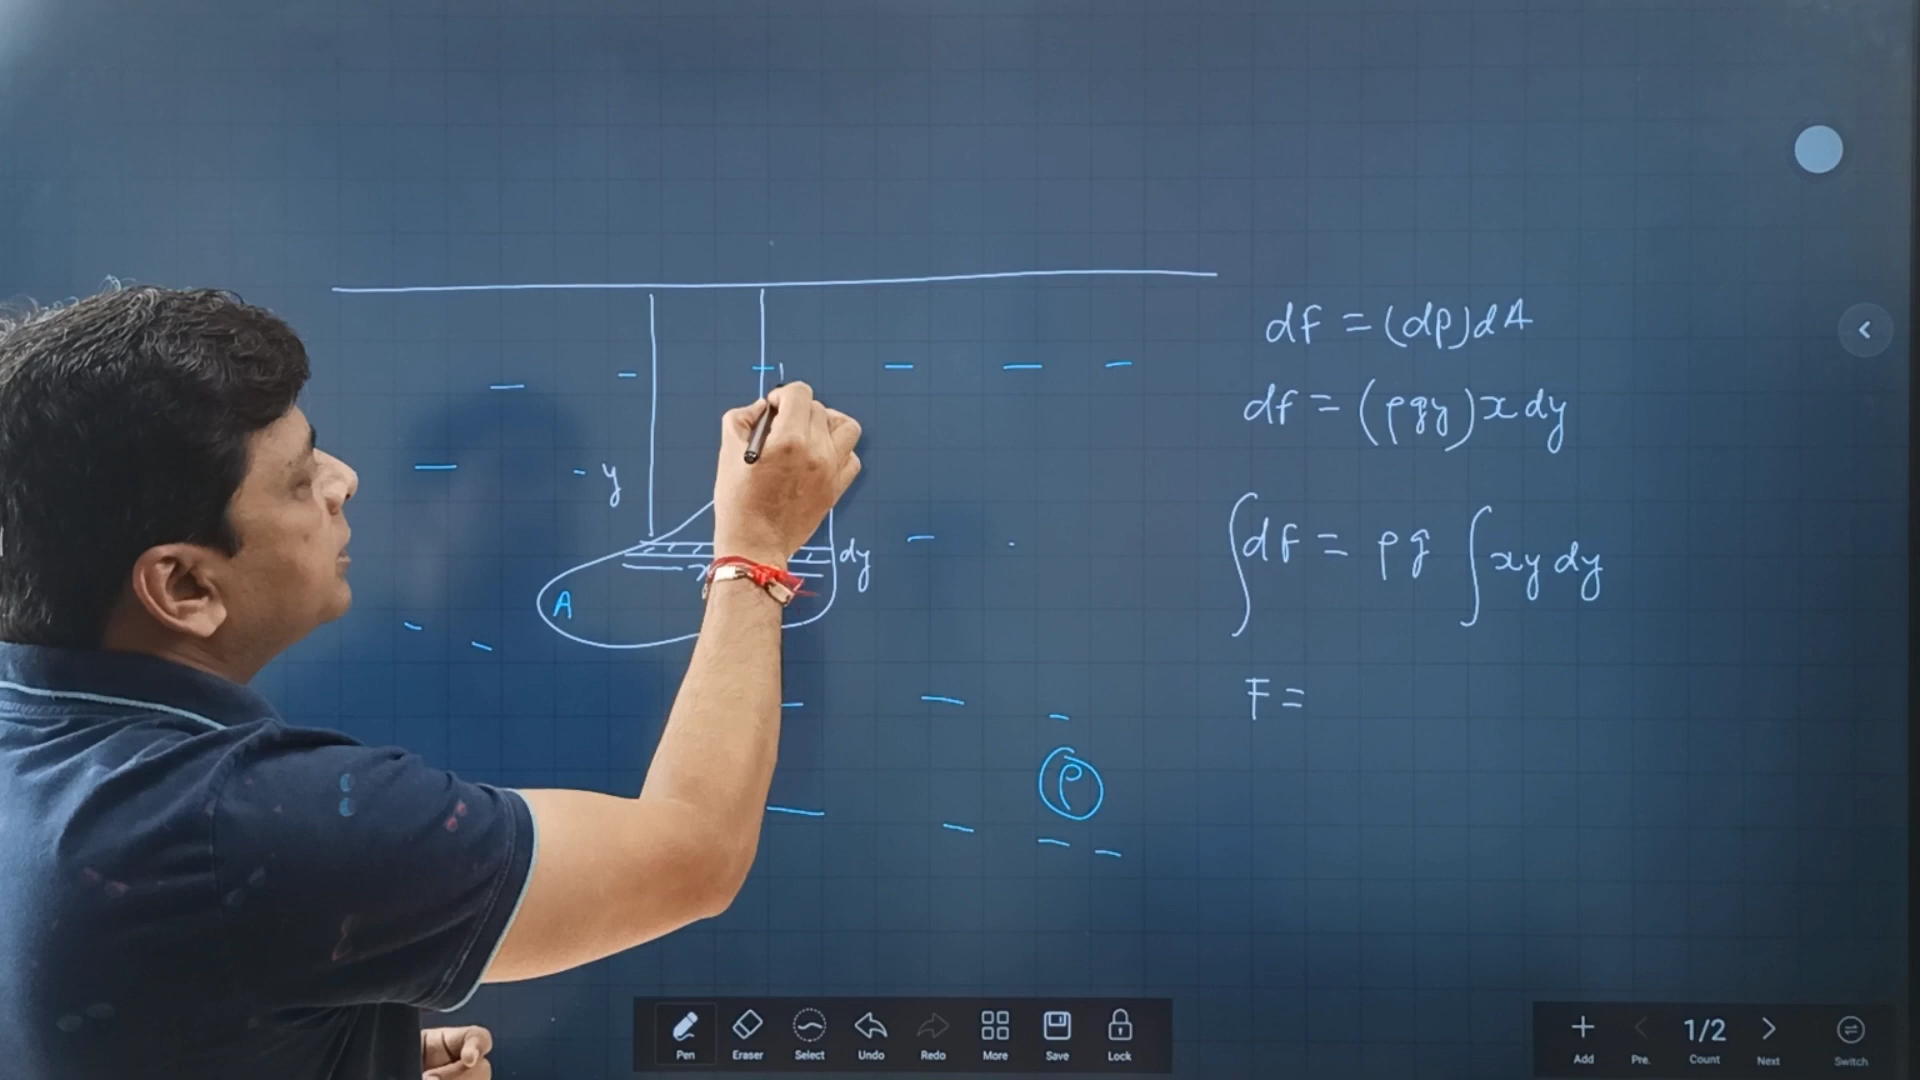 df = (dp)dA
df = (ρgy)x dy
∫df = ρg ∫xy dy
F =
y
dy
x
A
ρ
Pen
Eraser
Select
Undo
Redo
More
Save
Lock
Add
Pre.
1/2
Count
Next
Switch